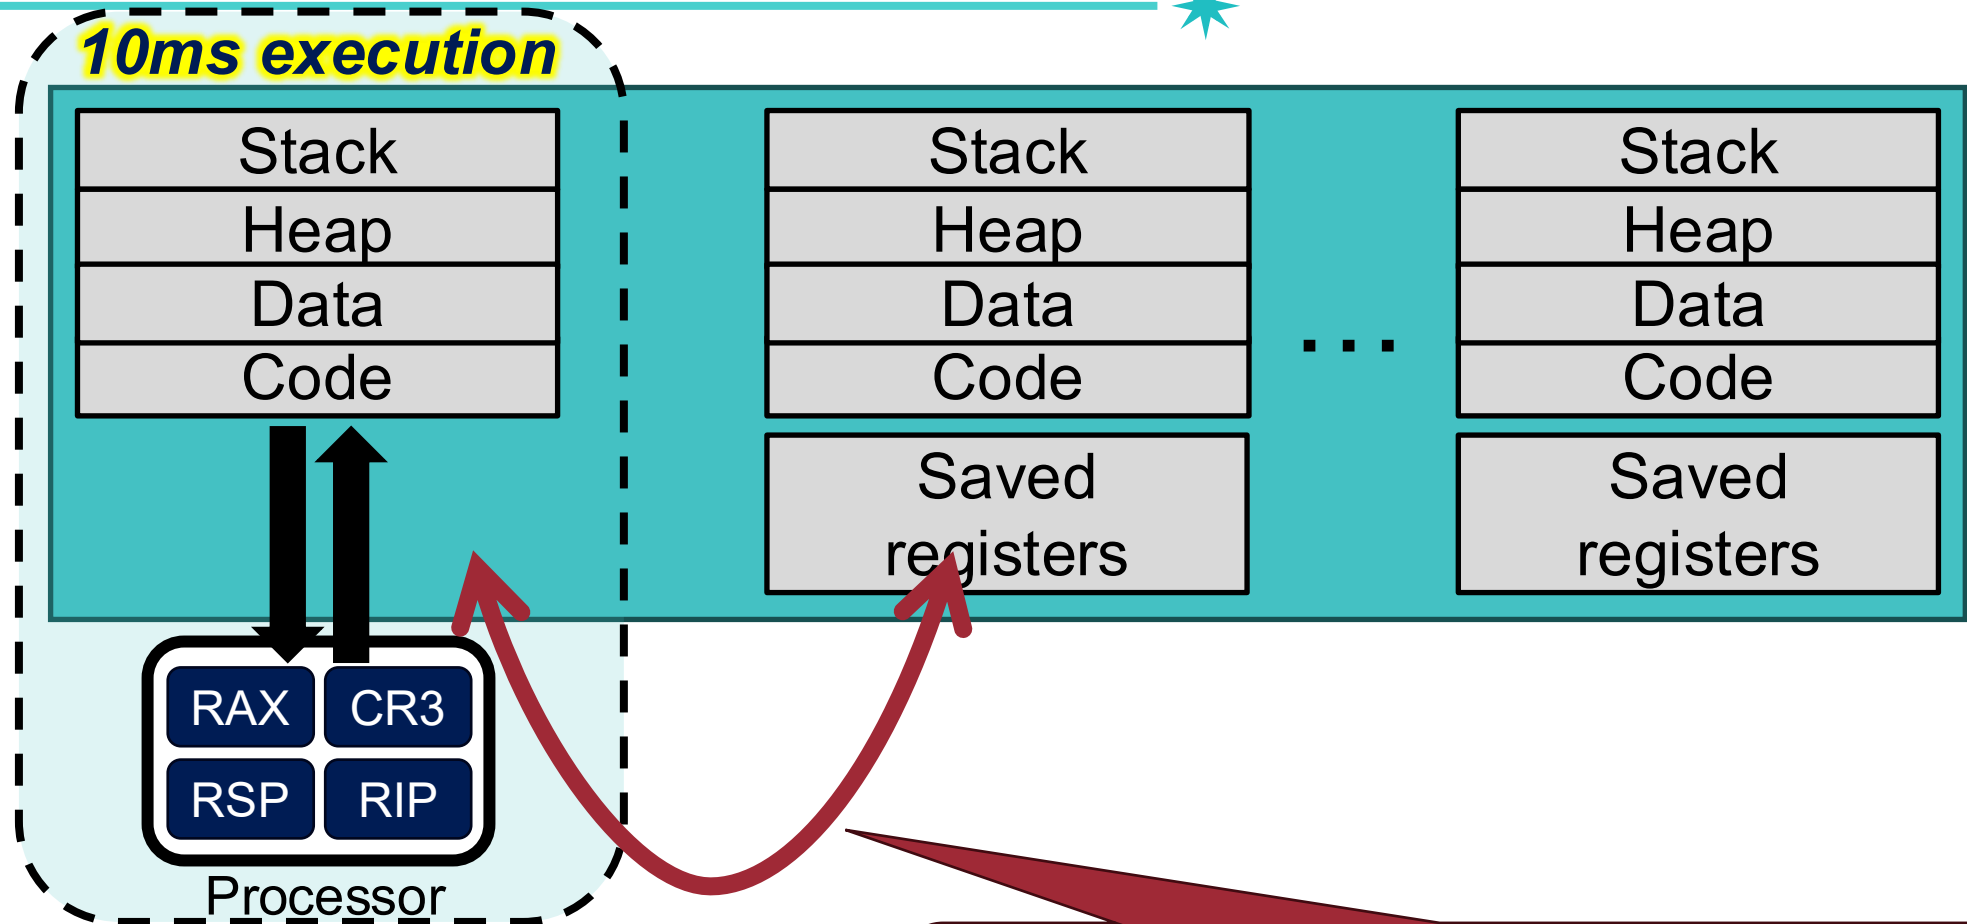 10ms execution
Stack
Heap
Data
Code
RAX
CR3
RSP
RIP
Processor
Stack
Heap
Data
Code
Saved
registers
...
Stack
Heap
Data
Code
Saved
registers